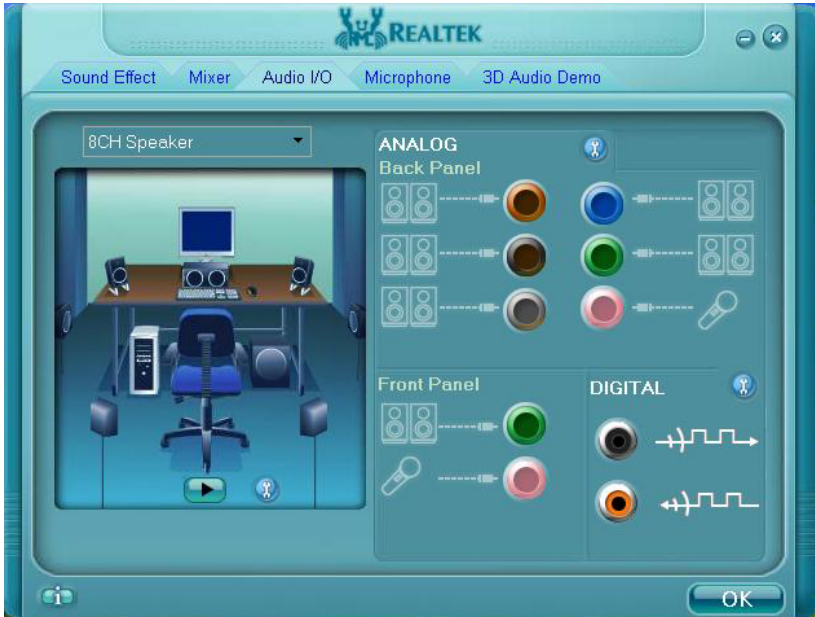 REALTEK
Sound Effect
Mixer
Audio I/O
Microphone
3D Audio Demo
8CH Speaker
ANALOG
Back Panel
Front Panel
DIGITAL
i
OK